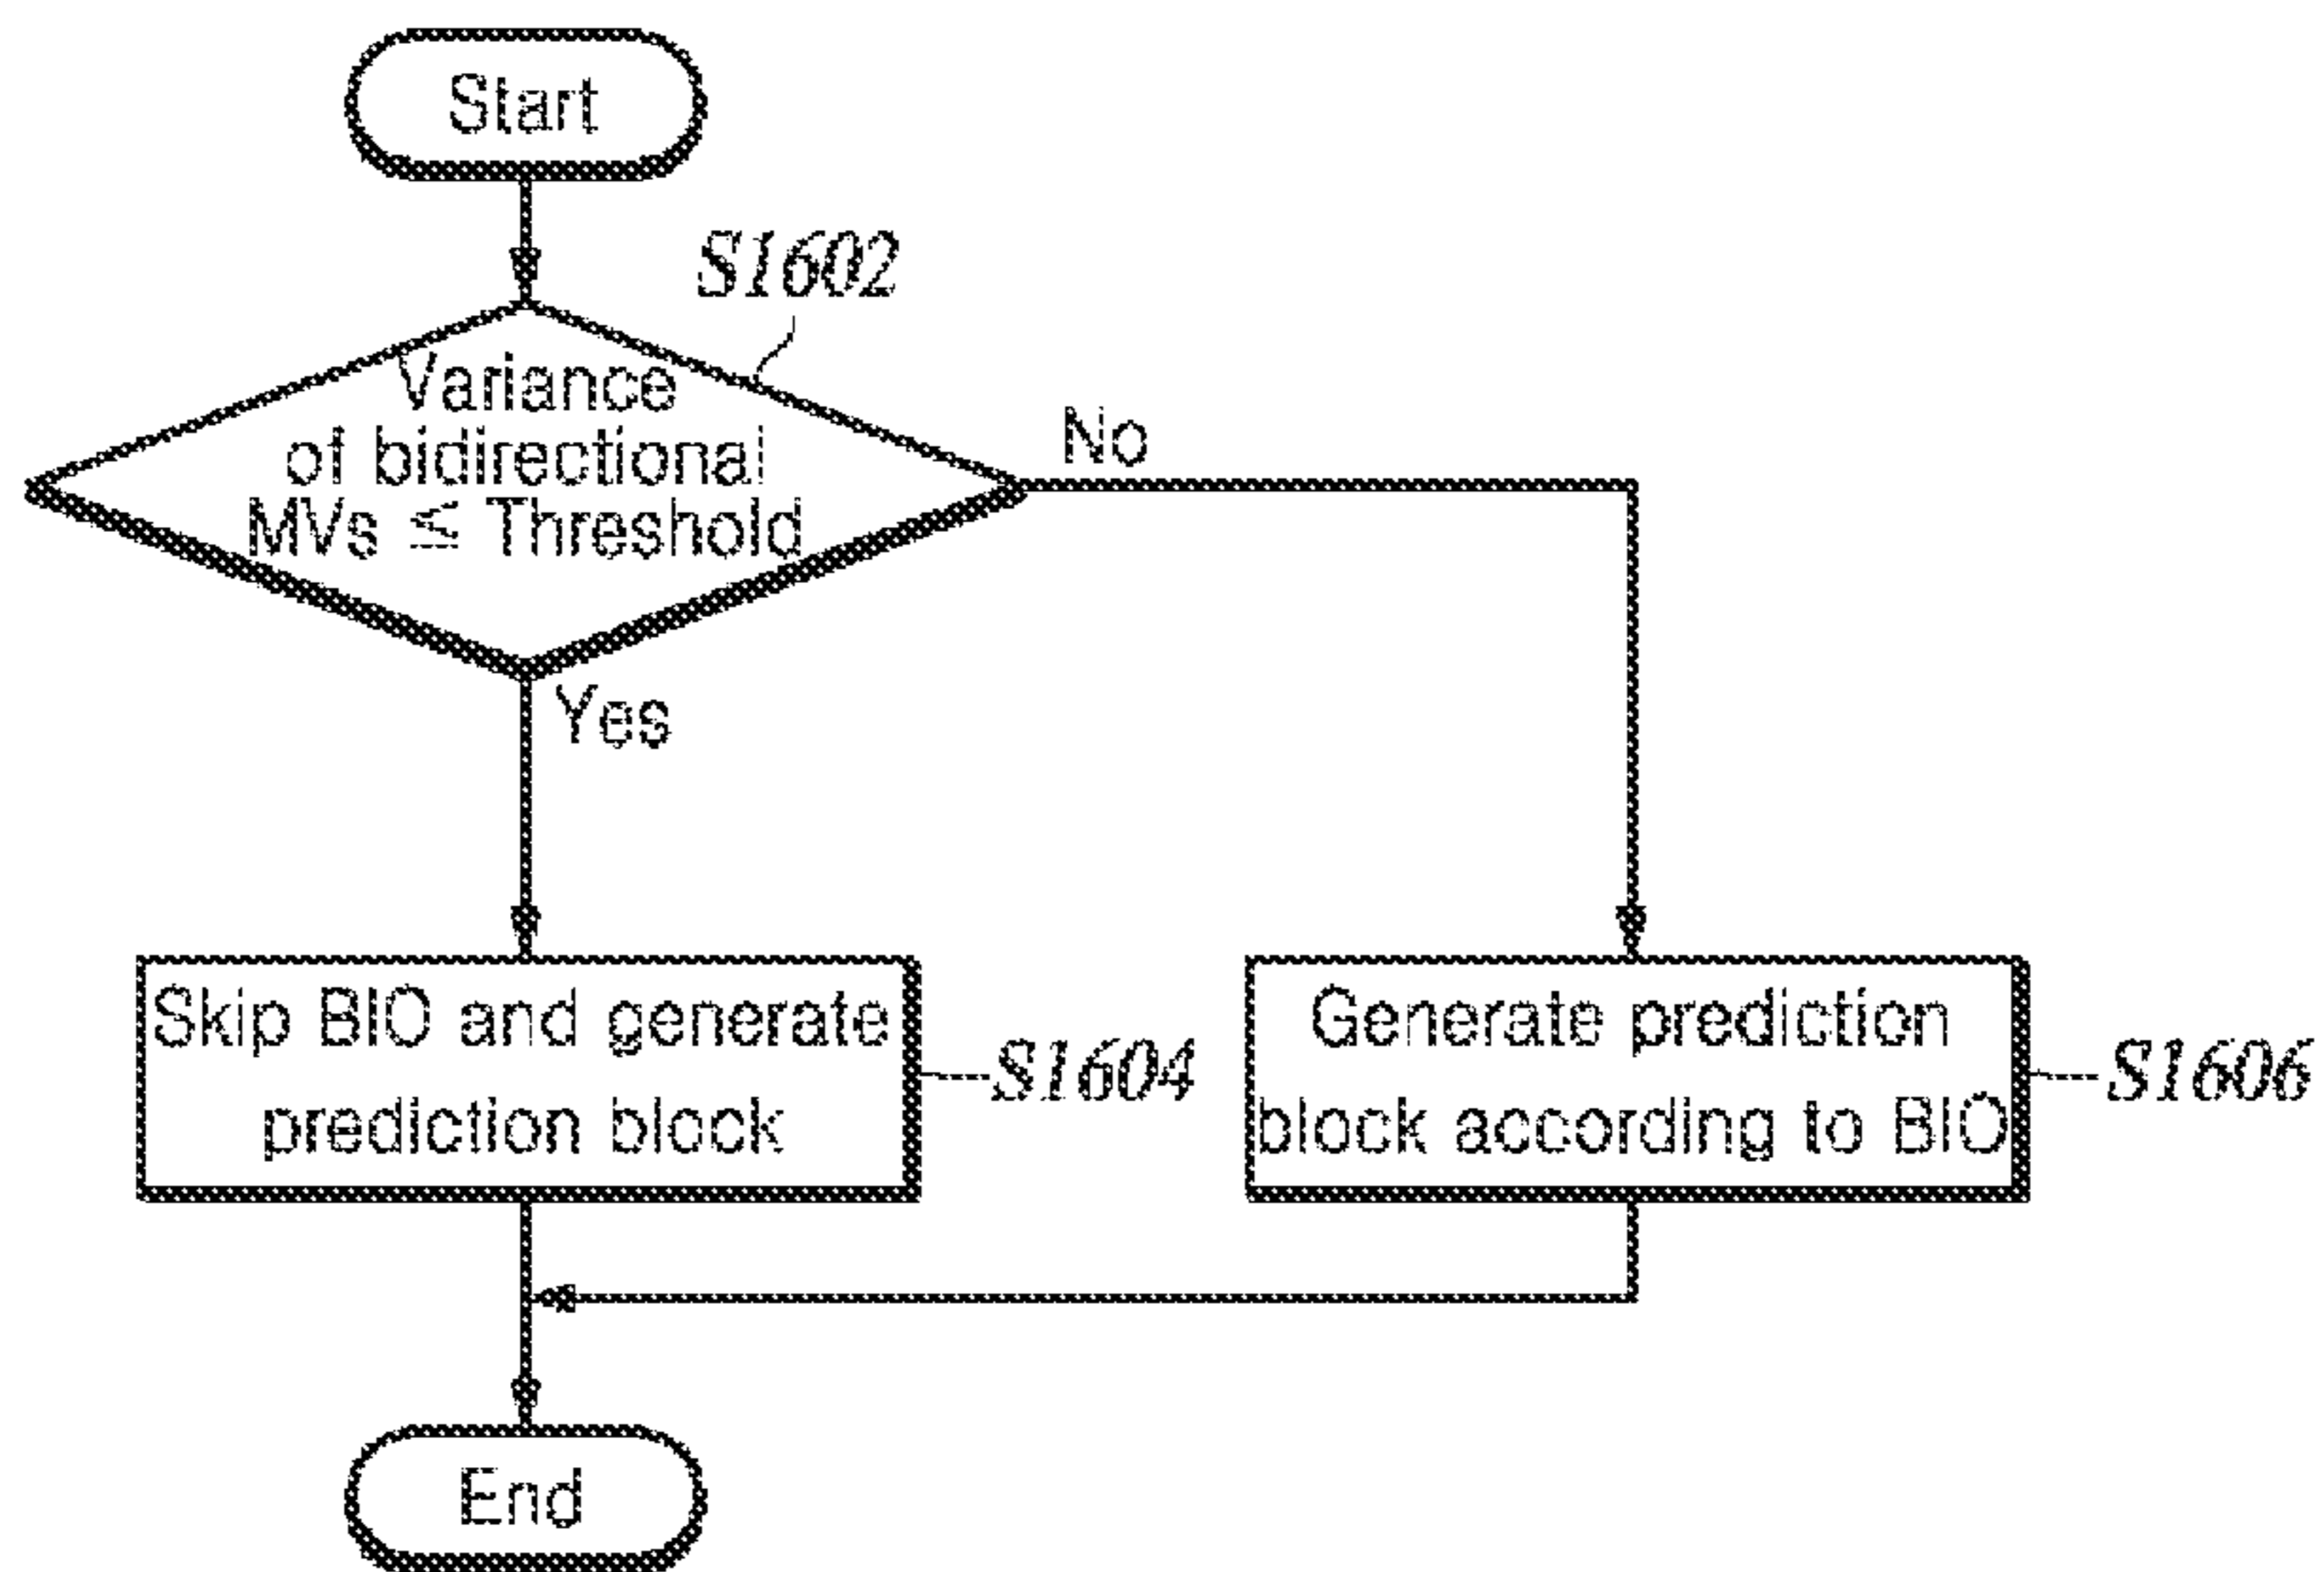 Start
S1602
Variance
of bidirectional
MVs ≤ Threshold
No
Yes
Skip BIO and generate
prediction block
S1604
Generate prediction
block according to BIO
S1606
End